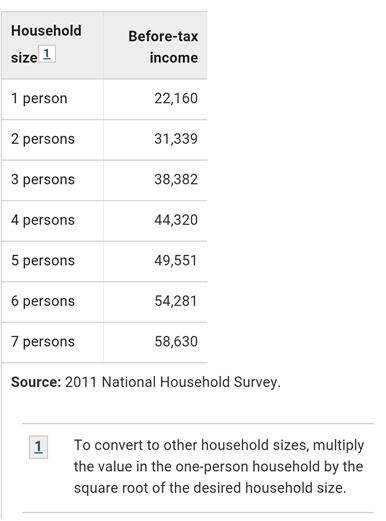 Household Before-tax
size 1 income
1 person 22,160
2 persons 31,339
3 persons 38,382
4 persons 44,320
5 persons 49,551
6 persons 54,281
7 persons 58,630
Source: 2011 National Household Survey.
1 To convert to other household sizes, multiply
the value in the one-person household by the
square root of the desired household size.